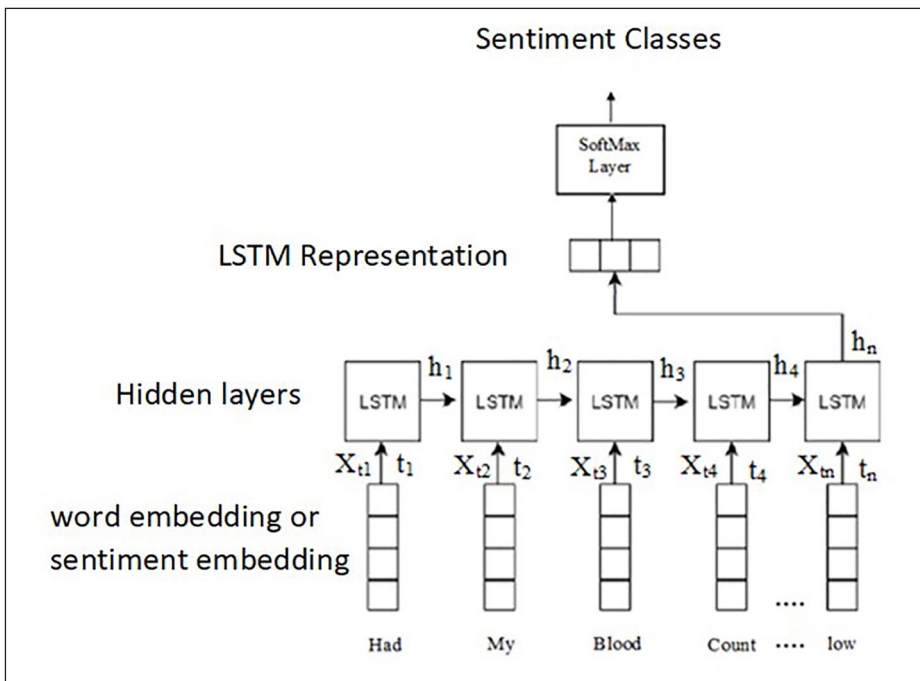 Sentiment Classes
SoftMax
Layer
LSTM Representation
h₁ h₂ h₃ h₄ hₙ
Hidden layers LSTM LSTM LSTM LSTM LSTM
Xₜ₁ t₁ Xₜ₂ t₂ Xₜ₃ t₃ Xₜ₄ t₄ Xₜₙ tₙ
word embedding or
sentiment embedding
....
Had My Blood Count .... low